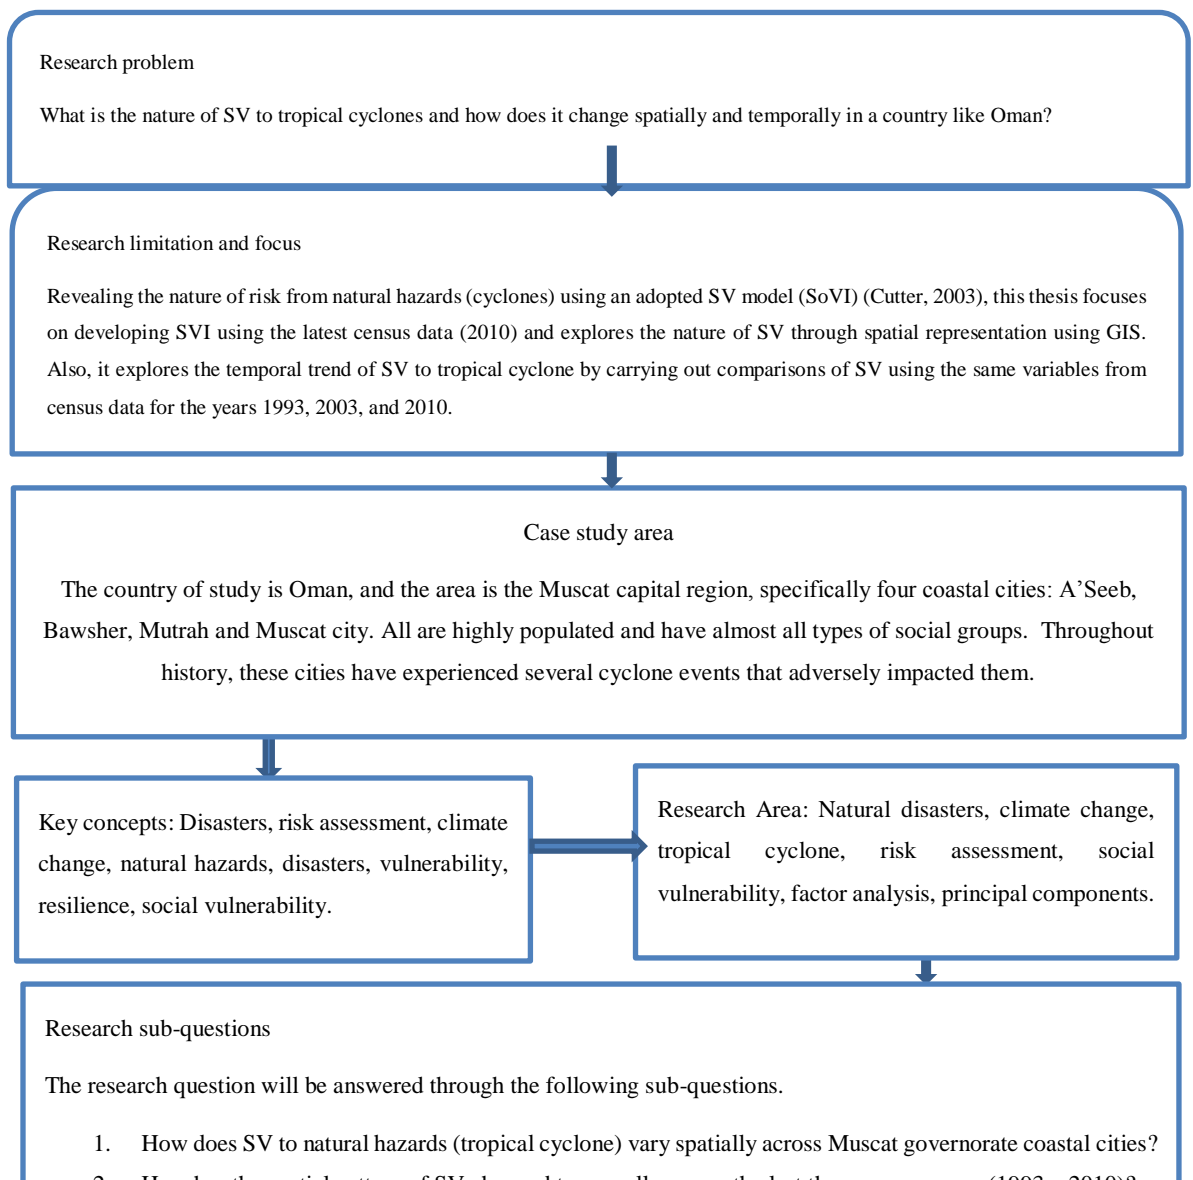 Research problem
What is the nature of SV to tropical cyclones and how does it change spatially and temporally in a country like Oman?
Research limitation and focus
Revealing the nature of risk from natural hazards (cyclones) using an adopted SV model (SoVI) (Cutter, 2003), this thesis focuses
on developing SVI using the latest census data (2010) and explores the nature of SV through spatial representation using GIS.
Also, it explores the temporal trend of SV to tropical cyclone by carrying out comparisons of SV using the same variables from
census data for the years 1993, 2003, and 2010.
Case study area
The country of study is Oman, and the area is the Muscat capital region, specifically four coastal cities: A’Seeb,
Bawsher, Mutrah and Muscat city. All are highly populated and have almost all types of social groups. Throughout
history, these cities have experienced several cyclone events that adversely impacted them.
Key concepts: Disasters, risk assessment, climate
change, natural hazards, disasters, vulnerability,
resilience, social vulnerability.
Research Area: Natural disasters, climate change,
tropical cyclone, risk assessment, social
vulnerability, factor analysis, principal components.
Research sub-questions
The research question will be answered through the following sub-questions.
1. How does SV to natural hazards (tropical cyclone) vary spatially across Muscat governorate coastal cities?